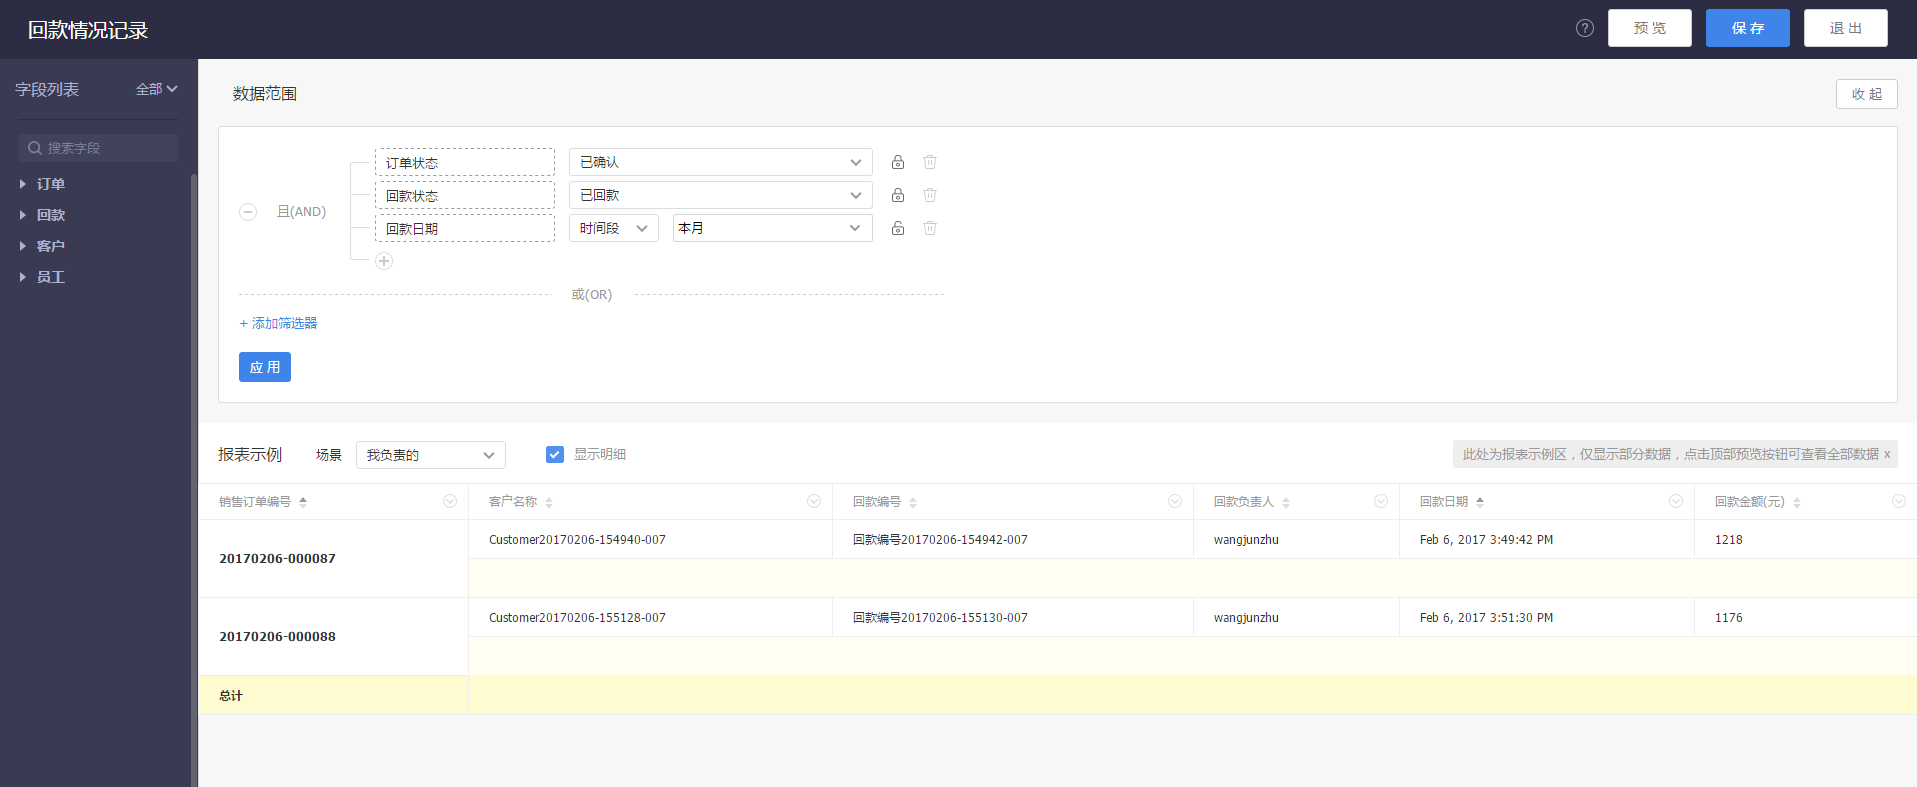 回款情况记录
? 预 览 保 存 退 出
字段列表 全部
搜索字段
订单
回款
客户
员工
数据范围 收 起
且(AND)
订单状态 已确认
回款状态 已回款
回款日期 时间段 本月
或(OR)
+ 添加筛选器
应 用
报表示例 场景 我负责的 显示明细 此处为报表示例区，仅显示部分数据，点击顶部预览按钮可查看全部数据 x
销售订单编号 客户名称 回款编号 回款负责人 回款日期 回款金额(元)
20170206-000087 Customer20170206-154940-007 回款编号20170206-154942-007 wangjunzhu Feb 6, 2017 3:49:42 PM 1218
20170206-000088 Customer20170206-155128-007 回款编号20170206-155130-007 wangjunzhu Feb 6, 2017 3:51:30 PM 1176
总计